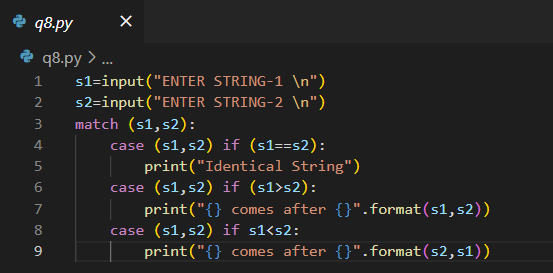 q8.py
q8.py > ...
1 s1=input("ENTER STRING-1 \n")
2 s2=input("ENTER STRING-2 \n")
3 match (s1,s2):
4     case (s1,s2) if (s1==s2):
5         print("Identical String")
6     case (s1,s2) if (s1>s2):
7         print("{} comes after {}".format(s1,s2))
8     case (s1,s2) if s1<s2:
9         print("{} comes after {}".format(s2,s1))